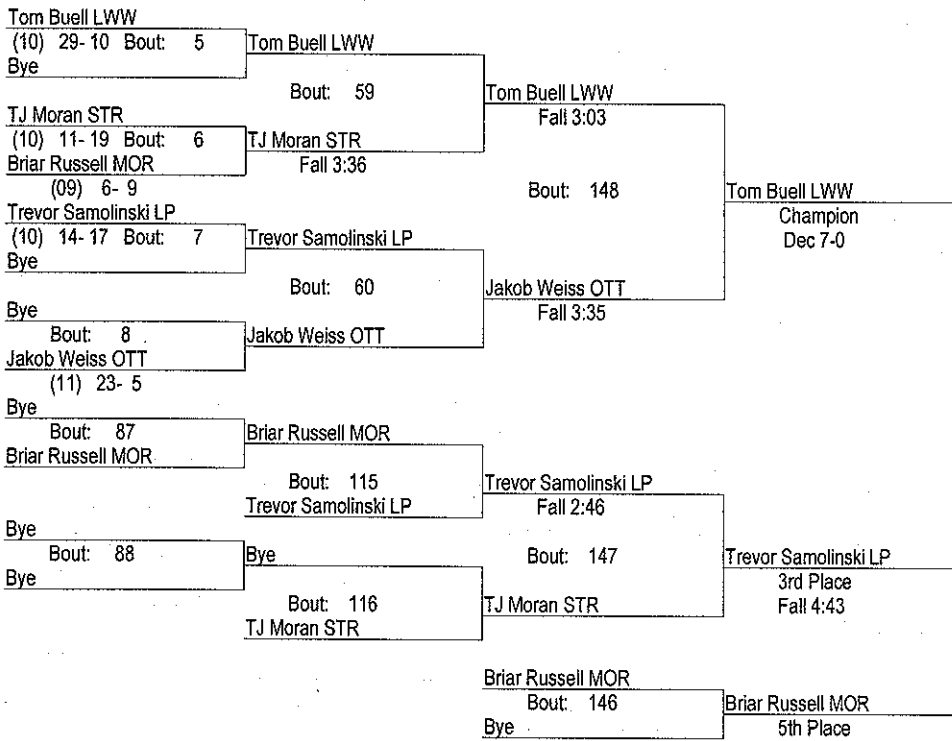 Tom Buell LWW
(10) 29- 10 Bout: 5
Tom Buell LWW
Bye
Bout: 59
Tom Buell LWW
Fall 3:03
TJ Moran STR
(10) 11- 19 Bout: 6
TJ Moran STR
Fall 3:36
Briar Russell MOR
(09) 6- 9
Bout: 148
Tom Buell LWW
Champion
Dec 7-0
Trevor Samolinski LP
(10) 14- 17 Bout: 7
Trevor Samolinski LP
Bye
Bout: 60
Jakob Weiss OTT
Fall 3:35
Bye
Bout: 8
Jakob Weiss OTT
Jakob Weiss OTT
(11) 23- 5
Bye
Bout: 87
Briar Russell MOR
Briar Russell MOR
Bout: 115
Trevor Samolinski LP
Trevor Samolinski LP
Fall 2:46
Bye
Bout: 88
Bye
Bye
Bout: 147
Trevor Samolinski LP
3rd Place
Fall 4:43
Bout: 116
TJ Moran STR
TJ Moran STR
Briar Russell MOR
Bout: 146
Briar Russell MOR
Bye
5th Place